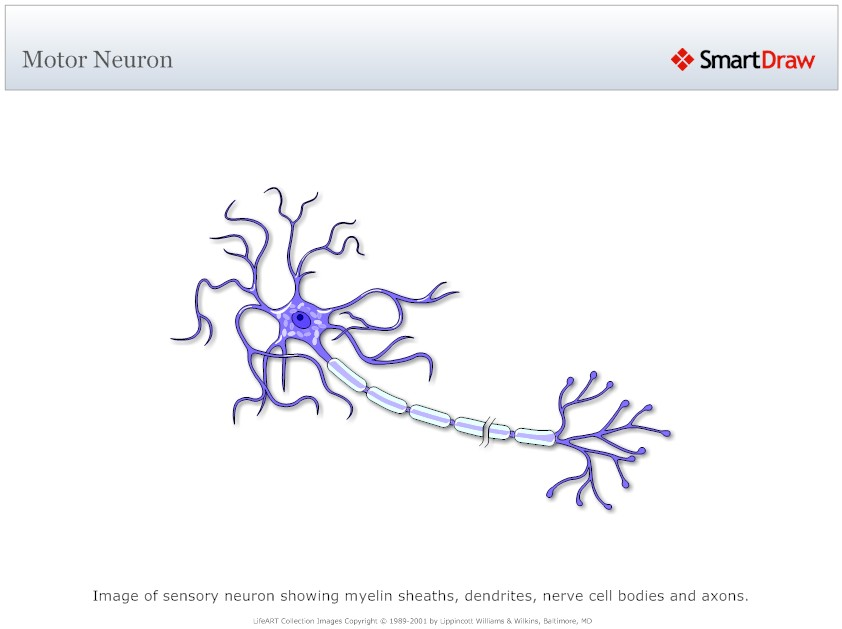 Motor Neuron
SmartDraw
Image of sensory neuron showing myelin sheaths, dendrites, nerve cell bodies and axons.
LifeART Collection Images Copyright © 1989-2001 by Lippincott Williams & Wilkins, Baltimore, MD